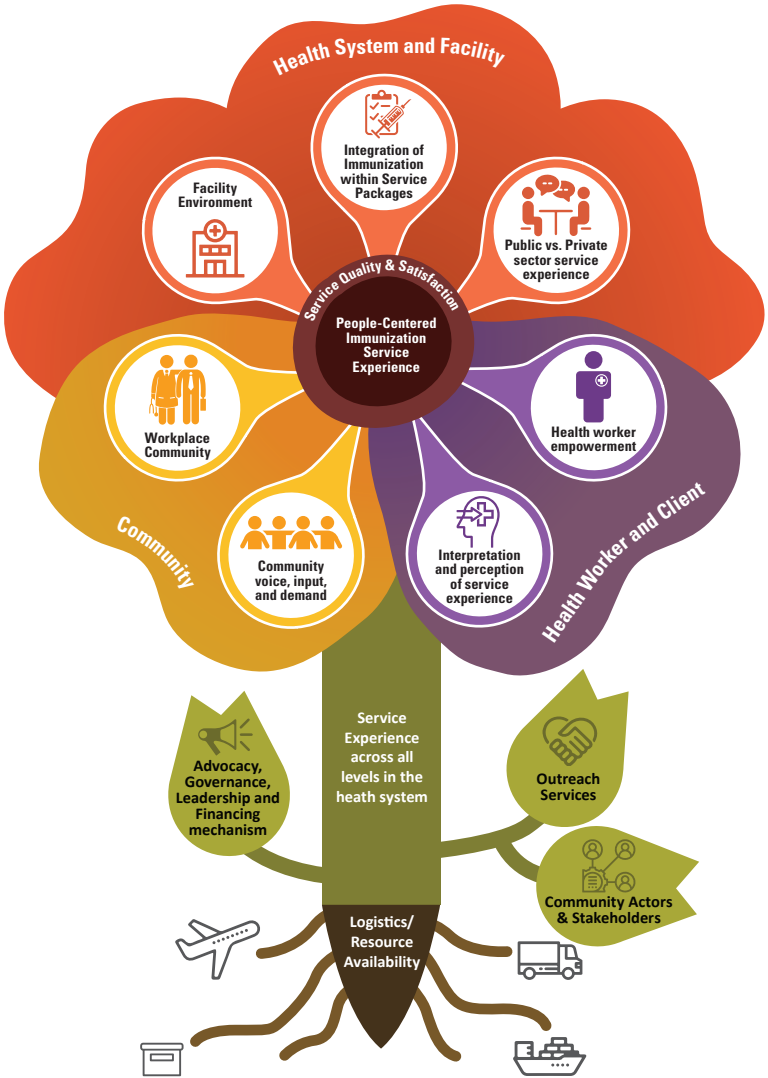 Health System and Facility
Integration of
Immunization
within Service
Packages
Facility
Environment
Public vs. Private
sector service
experience
Service Quality & Satisfaction
People-Centered
Immunization
Service
Experience
Workplace
Community
Health worker
empowerment
Community
Community
voice, input,
and demand
Interpretation
and perception
of service
experience
Health Worker and Client
Service
Experience
across all
levels in the
heath system
Advocacy,
Governance,
Leadership and
Financing
mechanism
Outreach
Services
Community Actors
& Stakeholders
Logistics/
Resource
Availability